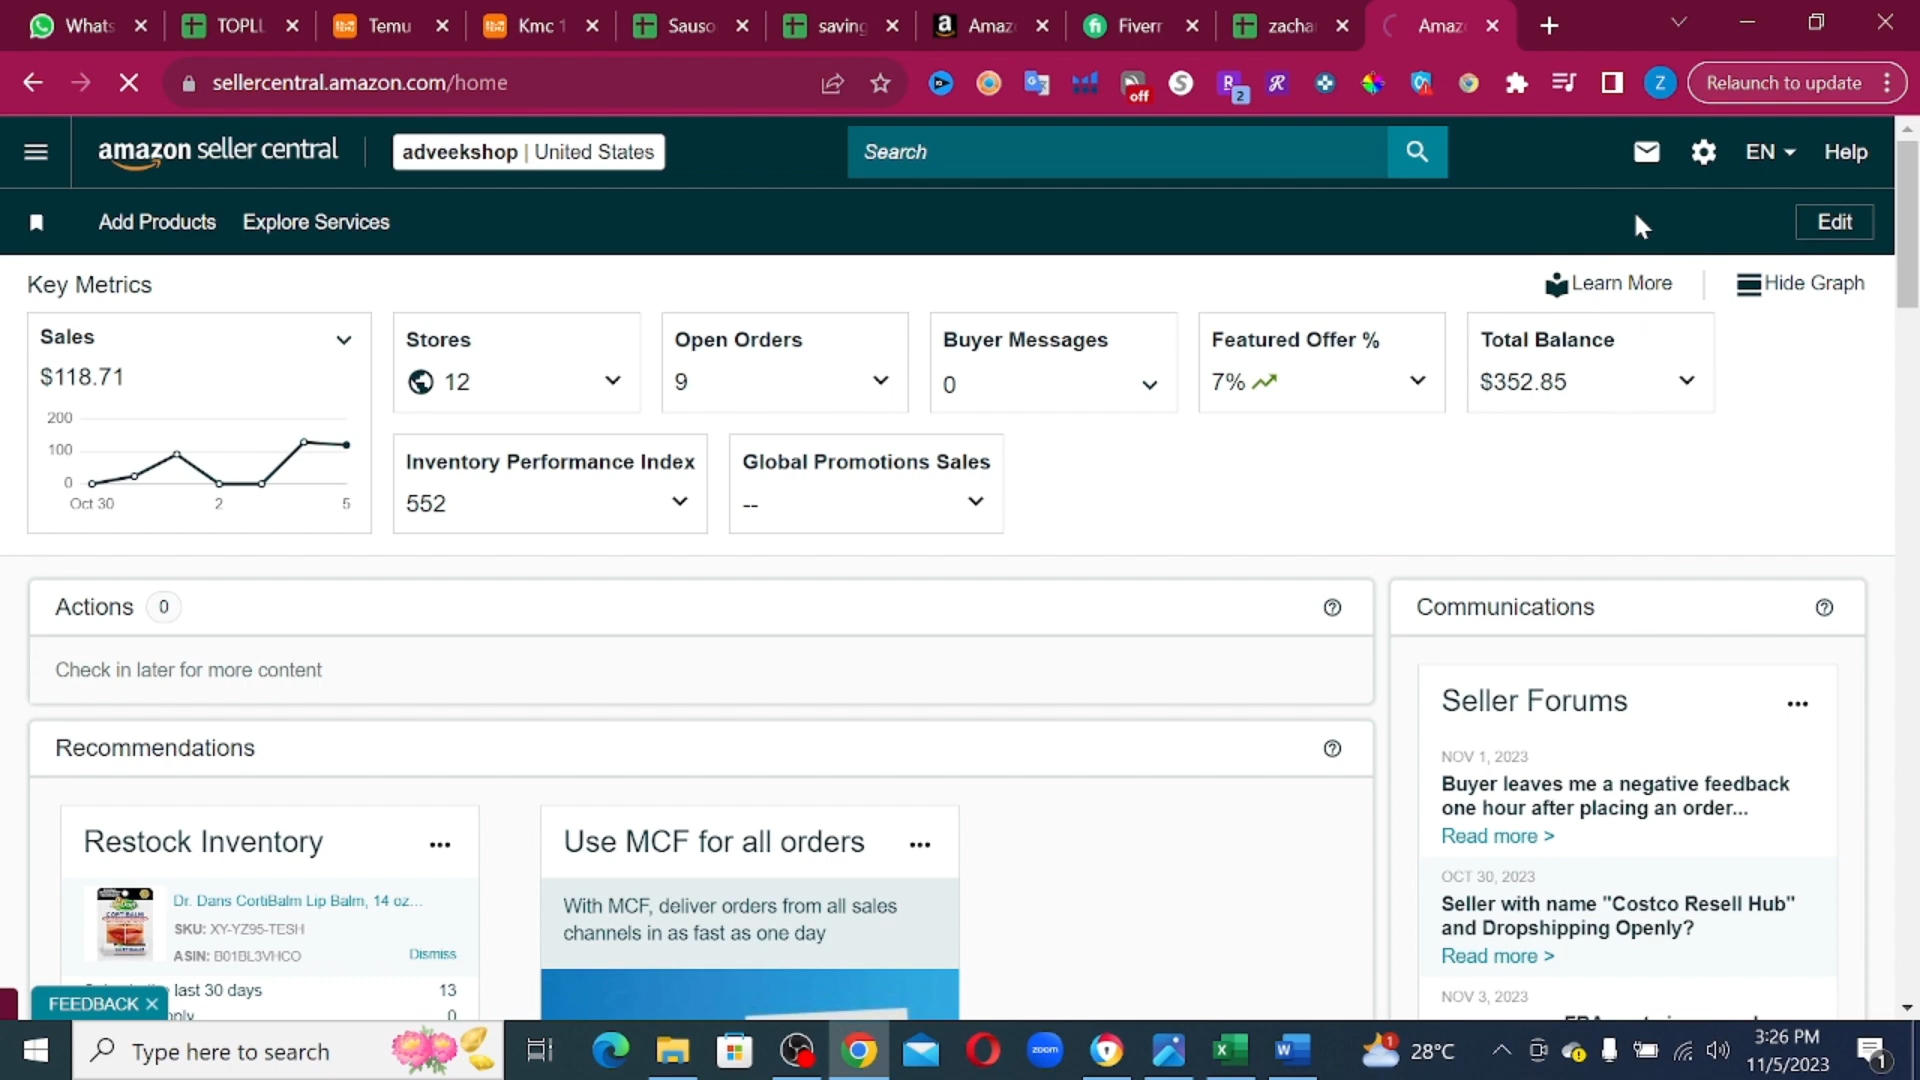 Whats
TOPLL
Temu
Kmc 1
Sauso
saving
Amaz
Fiverr
zacha
Amaz
sellercentral.amazon.com/home
off
2
Z
Relaunch to update
amazon seller central
adveekshop | United States
Search
EN
Help
Add Products
Explore Services
Edit
Key Metrics
Learn More
Hide Graph
Sales
$118.71
200
100
0
Oct 30
2
5
Stores
12
Open Orders
9
Buyer Messages
0
Featured Offer %
7%
Total Balance
$352.85
Inventory Performance Index
552
Global Promotions Sales
--
Actions 0
Check in later for more content
Recommendations
Restock Inventory
Dr. Dans CortiBalm Lip Balm, 14 oz...
SKU: XY-YZ95-TESH
ASIN: B01BL3VHCO
Dismiss
last 30 days 13
0
FEEDBACK
Use MCF for all orders
With MCF, deliver orders from all sales
channels in as fast as one day
Communications
Seller Forums
NOV 1, 2023
Buyer leaves me a negative feedback
one hour after placing an order...
Read more >
OCT 30, 2023
Seller with name "Costco Resell Hub"
and Dropshipping Openly?
Read more >
NOV 3, 2023
Type here to search
zoom
1
28°C
3:26 PM
11/5/2023
1